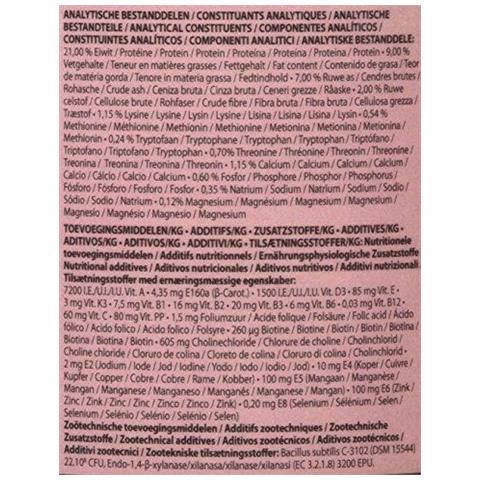 ANALYTISCHE BESTANDDELEN / CONSTITUANTS ANALYTIQUES / ANALYTISCHE
BESTANDTEILE / ANALYTICAL CONSTITUENTS / COMPONENTES ANALÍTICOS /
CONSTITUINTES ANALÍTICOS / COMPONENTI ANALITICI / ANALYTISKE BESTANDDELE:
21,00 % Eiwit / Protéine / Protein / Protein / Proteína / Proteína / Protein / Protein • 9,00 %
Vetgehalte / Teneur en matières grasses / Fettgehalt / Fat content / Contenido de grasa / Teor
de matéria gorda / Tenore in materia grassa / Fedtindhold • 7,00 % Ruwe as / Cendres brutes /
Rohasche / Crude ash / Ceniza bruta / Cinza bruta / Ceneri grezze / Råaske • 2,00 % Ruwe
celstof / Cellulose brute / Rohfaser / Crude fibre / Fibra bruta / Fibra bruta / Cellulosa grezza /
Træstof • 1,15 % Lysine / Lysine / Lysin / Lysine / Lisina / Lisina / Lisina / Lysin • 0,54 %
Methionine / Méthionine / Methionin / Methionine / Metionina / Metionina / Metionina /
Methionin • 0,24 % Tryptofaan / Tryptophane / Tryptophan / Tryptophan / Triptófano /
Triptofano / Triptofano / Tryptophan • 0,70% Threonine / Thréonine / Threonin / Threonine /
Treonina / Treonina / Treonina / Threonin • 1,15 % Calcium / Calcium / Calcium / Calcium /
Calcio / Cálcio / Calcio / Calcium • 0,60 % Fosfor / Phosphore / Phosphor / Phosphorus /
Fósforo / Fósforo / Fosforo / Fosfor • 0,35 % Natrium / Sodium / Natrium / Sodium / Sodio /
Sódio / Sodio / Natrium • 0,12% Magnesium / Magnésium / Magnesium / Magnesium /
Magnesio / Magnésio / Magnesio / Magnesium
TOEVOEGINGSMIDDELEN/KG • ADDITIFS/KG • ZUSATZSTOFFE/KG • ADDITIVES/KG •
ADITIVOS/KG • ADITIVOS/KG • ADDITIVI/KG • TILSÆTNINGSSTOFFER/KG: Nutritionele
toevoegingsmiddelen / Additifs nutritionnels / Ernährungsphysiologische Zusatzstoffe
Nutritional additives / Aditivos nutricionales / Aditivos nutritivos / Additivi nutrizionali
Tilsætningsstoffer med ernæringsmæssige egenskaber:
7200 I.E./U.I./I.U. Vit. A • 4,35 mg E160a (β-Carot.) • 1500 I.E./U.I./I.U. Vit. D3 • 85 mg Vit. E •
3 mg Vit. K3 • 7,5 mg Vit. B1 • 16 mg Vit. B2 • 20 mg Vit. B3 • 6 mg Vit. B6 • 0,03 mg Vit. B12 •
60 mg Vit. C • 80 mg Vit. PP • 1,5 mg Foliumzuur / Acide folique / Folsäure / Folic acid / Ácido
fólico / Ácido fólico / Acido folico / Folsyre • 260 µg Biotine / Biotine / Biotin / Biotine /
Biotina / Biotina / Biotina / Biotin • 605 mg Cholinechloride / Chlorure de choline / Cholinchlorid /
Choline chloride / Cloruro de colina / Cloreto de colina / Cloruro di colina / Cholinchlorid •
2 mg E2 (Jodium / Iode / Jod / Iodine / Yodo / Iodo / Iodio / Jod) • 10 mg E4 (Koper / Cuivre /
Kupfer / Copper / Cobre / Cobre / Rame / Kobber) • 100 mg E5 (Mangaan / Manganèse /
Mangan / Manganese / Manganeso / Manganês / Manganese / Mangan) • 100 mg E6 (Zink /
Zinc / Zink / Zinc / Zinc / Zinco / Zinco / Zink) • 0,20 mg E8 (Selenium / Sélénium / Selen /
Selenium / Selenio / Selénio / Selenio / Selen)
Zoötechnische toevoegingsmiddelen / Additifs zootechniques / Zootechnische
Zusatzstoffe / Zootechnical additives / Aditivos zootécnicos / Aditivos zootécnicos /
Additivi zootecnici / Zootekniske tilsætningsstoffer: Bacillus subtilis C-3102 (DSM 15544)
22.10⁸ CFU, Endo-1,4-β-xylanase/xilanasa/xilanase/xilanasi (EC 3.2.1.8) 3200 EPU.